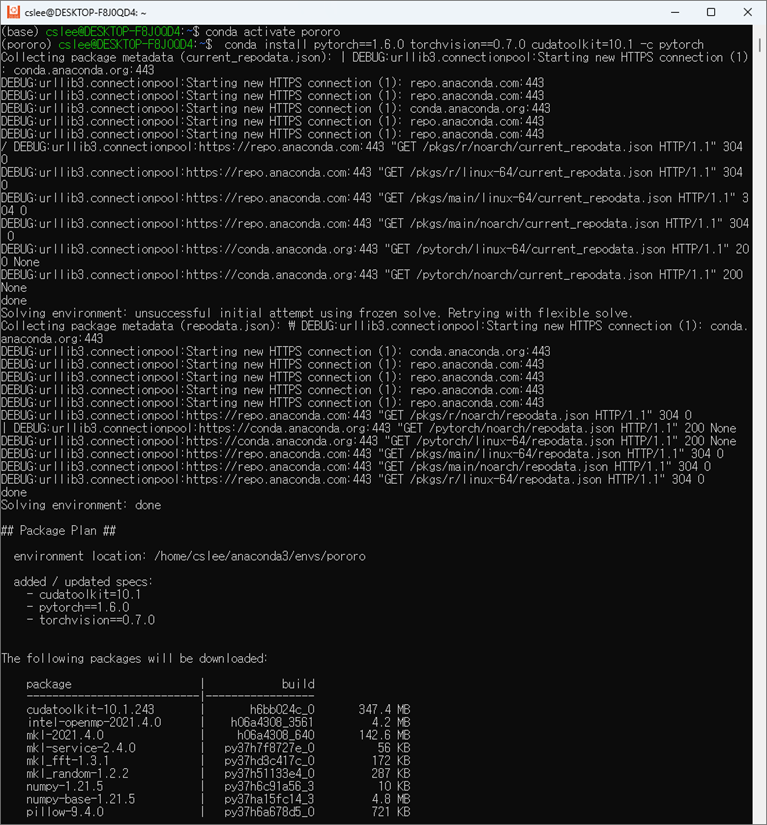 cslee@DESKTOP-F8J0QD4: ~
(base) cslee@DESKTOP-F8J0QD4:~$ conda activate pororo
(pororo) cslee@DESKTOP-F8J0QD4:~$  conda install pytorch==1.6.0 torchvision==0.7.0 cudatoolkit=10.1 -c pytorch
Collecting package metadata (current_repodata.json): | DEBUG:urllib3.connectionpool:Starting new HTTPS connection (1)
: conda.anaconda.org:443
DEBUG:urllib3.connectionpool:Starting new HTTPS connection (1): repo.anaconda.com:443
DEBUG:urllib3.connectionpool:Starting new HTTPS connection (1): repo.anaconda.com:443
DEBUG:urllib3.connectionpool:Starting new HTTPS connection (1): conda.anaconda.org:443
DEBUG:urllib3.connectionpool:Starting new HTTPS connection (1): repo.anaconda.com:443
DEBUG:urllib3.connectionpool:Starting new HTTPS connection (1): repo.anaconda.com:443
/ DEBUG:urllib3.connectionpool:https://repo.anaconda.com:443 "GET /pkgs/r/noarch/current_repodata.json HTTP/1.1" 304
0
DEBUG:urllib3.connectionpool:https://repo.anaconda.com:443 "GET /pkgs/r/linux-64/current_repodata.json HTTP/1.1" 304
0
DEBUG:urllib3.connectionpool:https://repo.anaconda.com:443 "GET /pkgs/main/linux-64/current_repodata.json HTTP/1.1" 3
04 0
DEBUG:urllib3.connectionpool:https://repo.anaconda.com:443 "GET /pkgs/main/noarch/current_repodata.json HTTP/1.1" 304
 0
DEBUG:urllib3.connectionpool:https://conda.anaconda.org:443 "GET /pytorch/linux-64/current_repodata.json HTTP/1.1" 20
0 None
DEBUG:urllib3.connectionpool:https://conda.anaconda.org:443 "GET /pytorch/noarch/current_repodata.json HTTP/1.1" 200
None
done
Solving environment: unsuccessful initial attempt using frozen solve. Retrying with flexible solve.
Collecting package metadata (repodata.json): ₩ DEBUG:urllib3.connectionpool:Starting new HTTPS connection (1): conda.
anaconda.org:443
DEBUG:urllib3.connectionpool:Starting new HTTPS connection (1): conda.anaconda.org:443
DEBUG:urllib3.connectionpool:Starting new HTTPS connection (1): repo.anaconda.com:443
DEBUG:urllib3.connectionpool:Starting new HTTPS connection (1): repo.anaconda.com:443
DEBUG:urllib3.connectionpool:Starting new HTTPS connection (1): repo.anaconda.com:443
DEBUG:urllib3.connectionpool:Starting new HTTPS connection (1): repo.anaconda.com:443
DEBUG:urllib3.connectionpool:https://repo.anaconda.com:443 "GET /pkgs/r/noarch/repodata.json HTTP/1.1" 304 0
| DEBUG:urllib3.connectionpool:https://conda.anaconda.org:443 "GET /pytorch/noarch/repodata.json HTTP/1.1" 200 None
DEBUG:urllib3.connectionpool:https://conda.anaconda.org:443 "GET /pytorch/linux-64/repodata.json HTTP/1.1" 200 None
DEBUG:urllib3.connectionpool:https://repo.anaconda.com:443 "GET /pkgs/main/linux-64/repodata.json HTTP/1.1" 304 0
DEBUG:urllib3.connectionpool:https://repo.anaconda.com:443 "GET /pkgs/main/noarch/repodata.json HTTP/1.1" 304 0
DEBUG:urllib3.connectionpool:https://repo.anaconda.com:443 "GET /pkgs/r/linux-64/repodata.json HTTP/1.1" 304 0
done
Solving environment: done
## Package Plan ##
environment location: /home/cslee/anaconda3/envs/pororo
added / updated specs:
- cudatoolkit=10.1
- pytorch==1.6.0
- torchvision==0.7.0
The following packages will be downloaded:
package                    |            build
---------------------------|-----------------
cudatoolkit-10.1.243       |       h6bb024c_0       347.4 MB
intel-openmp-2021.4.0      |    h06a4308_3561         4.2 MB
mkl-2021.4.0               |     h06a4308_640       142.6 MB
mkl-service-2.4.0          |   py37h7f8727e_0          56 KB
mkl_fft-1.3.1              |   py37hd3c417c_0         172 KB
mkl_random-1.2.2           |   py37h51133e4_0         287 KB
numpy-1.21.5               |   py37h6c91a56_3          10 KB
numpy-base-1.21.5          |   py37ha15fc14_3         4.8 MB
pillow-9.4.0               |   py37h6a678d5_0         721 KB